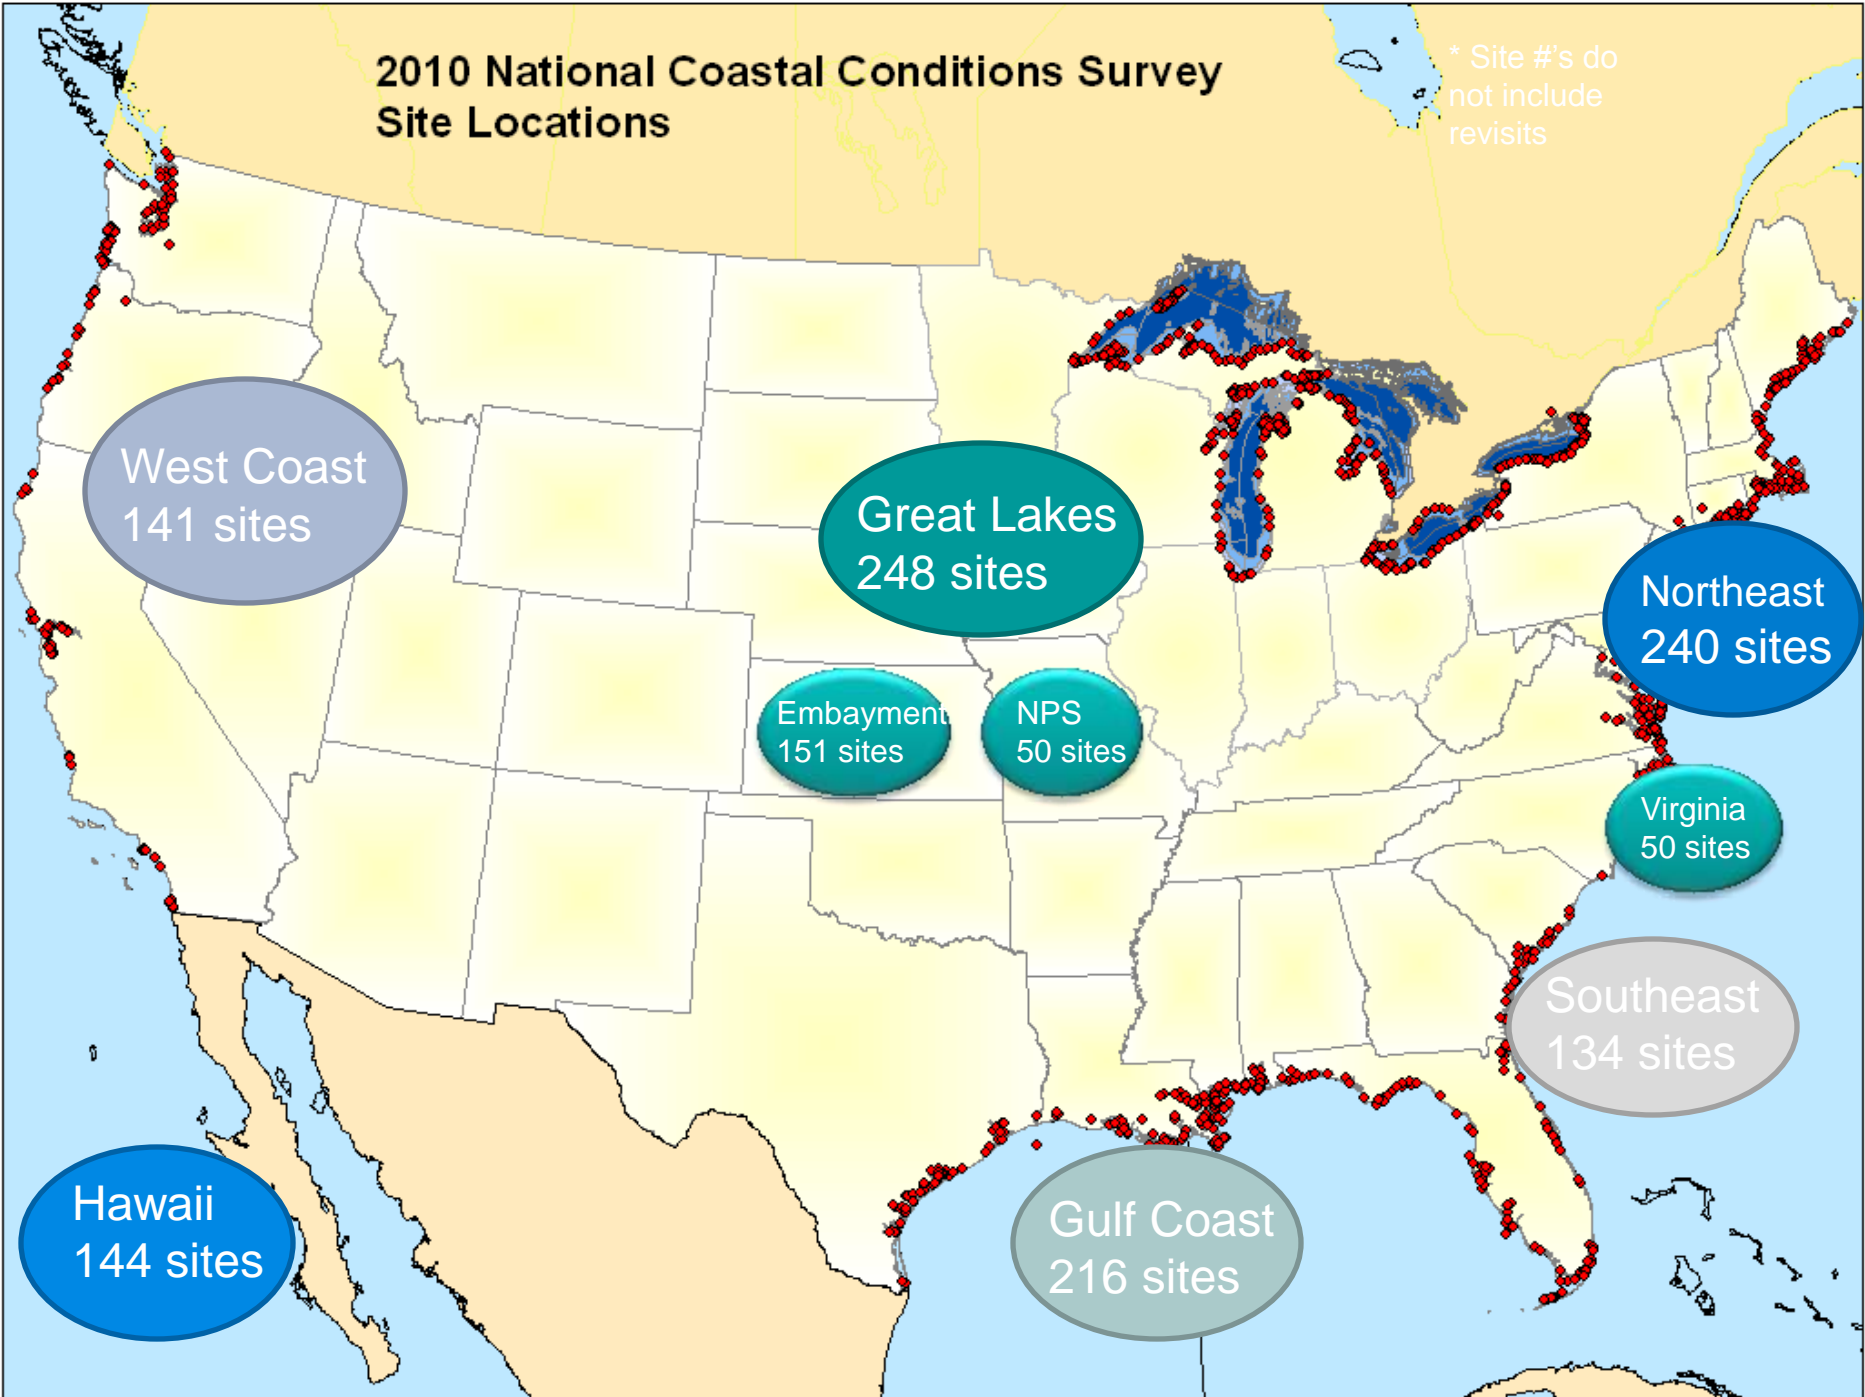 2010 National Coastal Conditions Survey
Site Locations
* Site #'s do
not include
revisits
West Coast
141 sites
Great Lakes
248 sites
Northeast
240 sites
Embayment
151 sites
NPS
50 sites
Virginia
50 sites
Southeast
134 sites
Hawaii
144 sites
Gulf Coast
216 sites